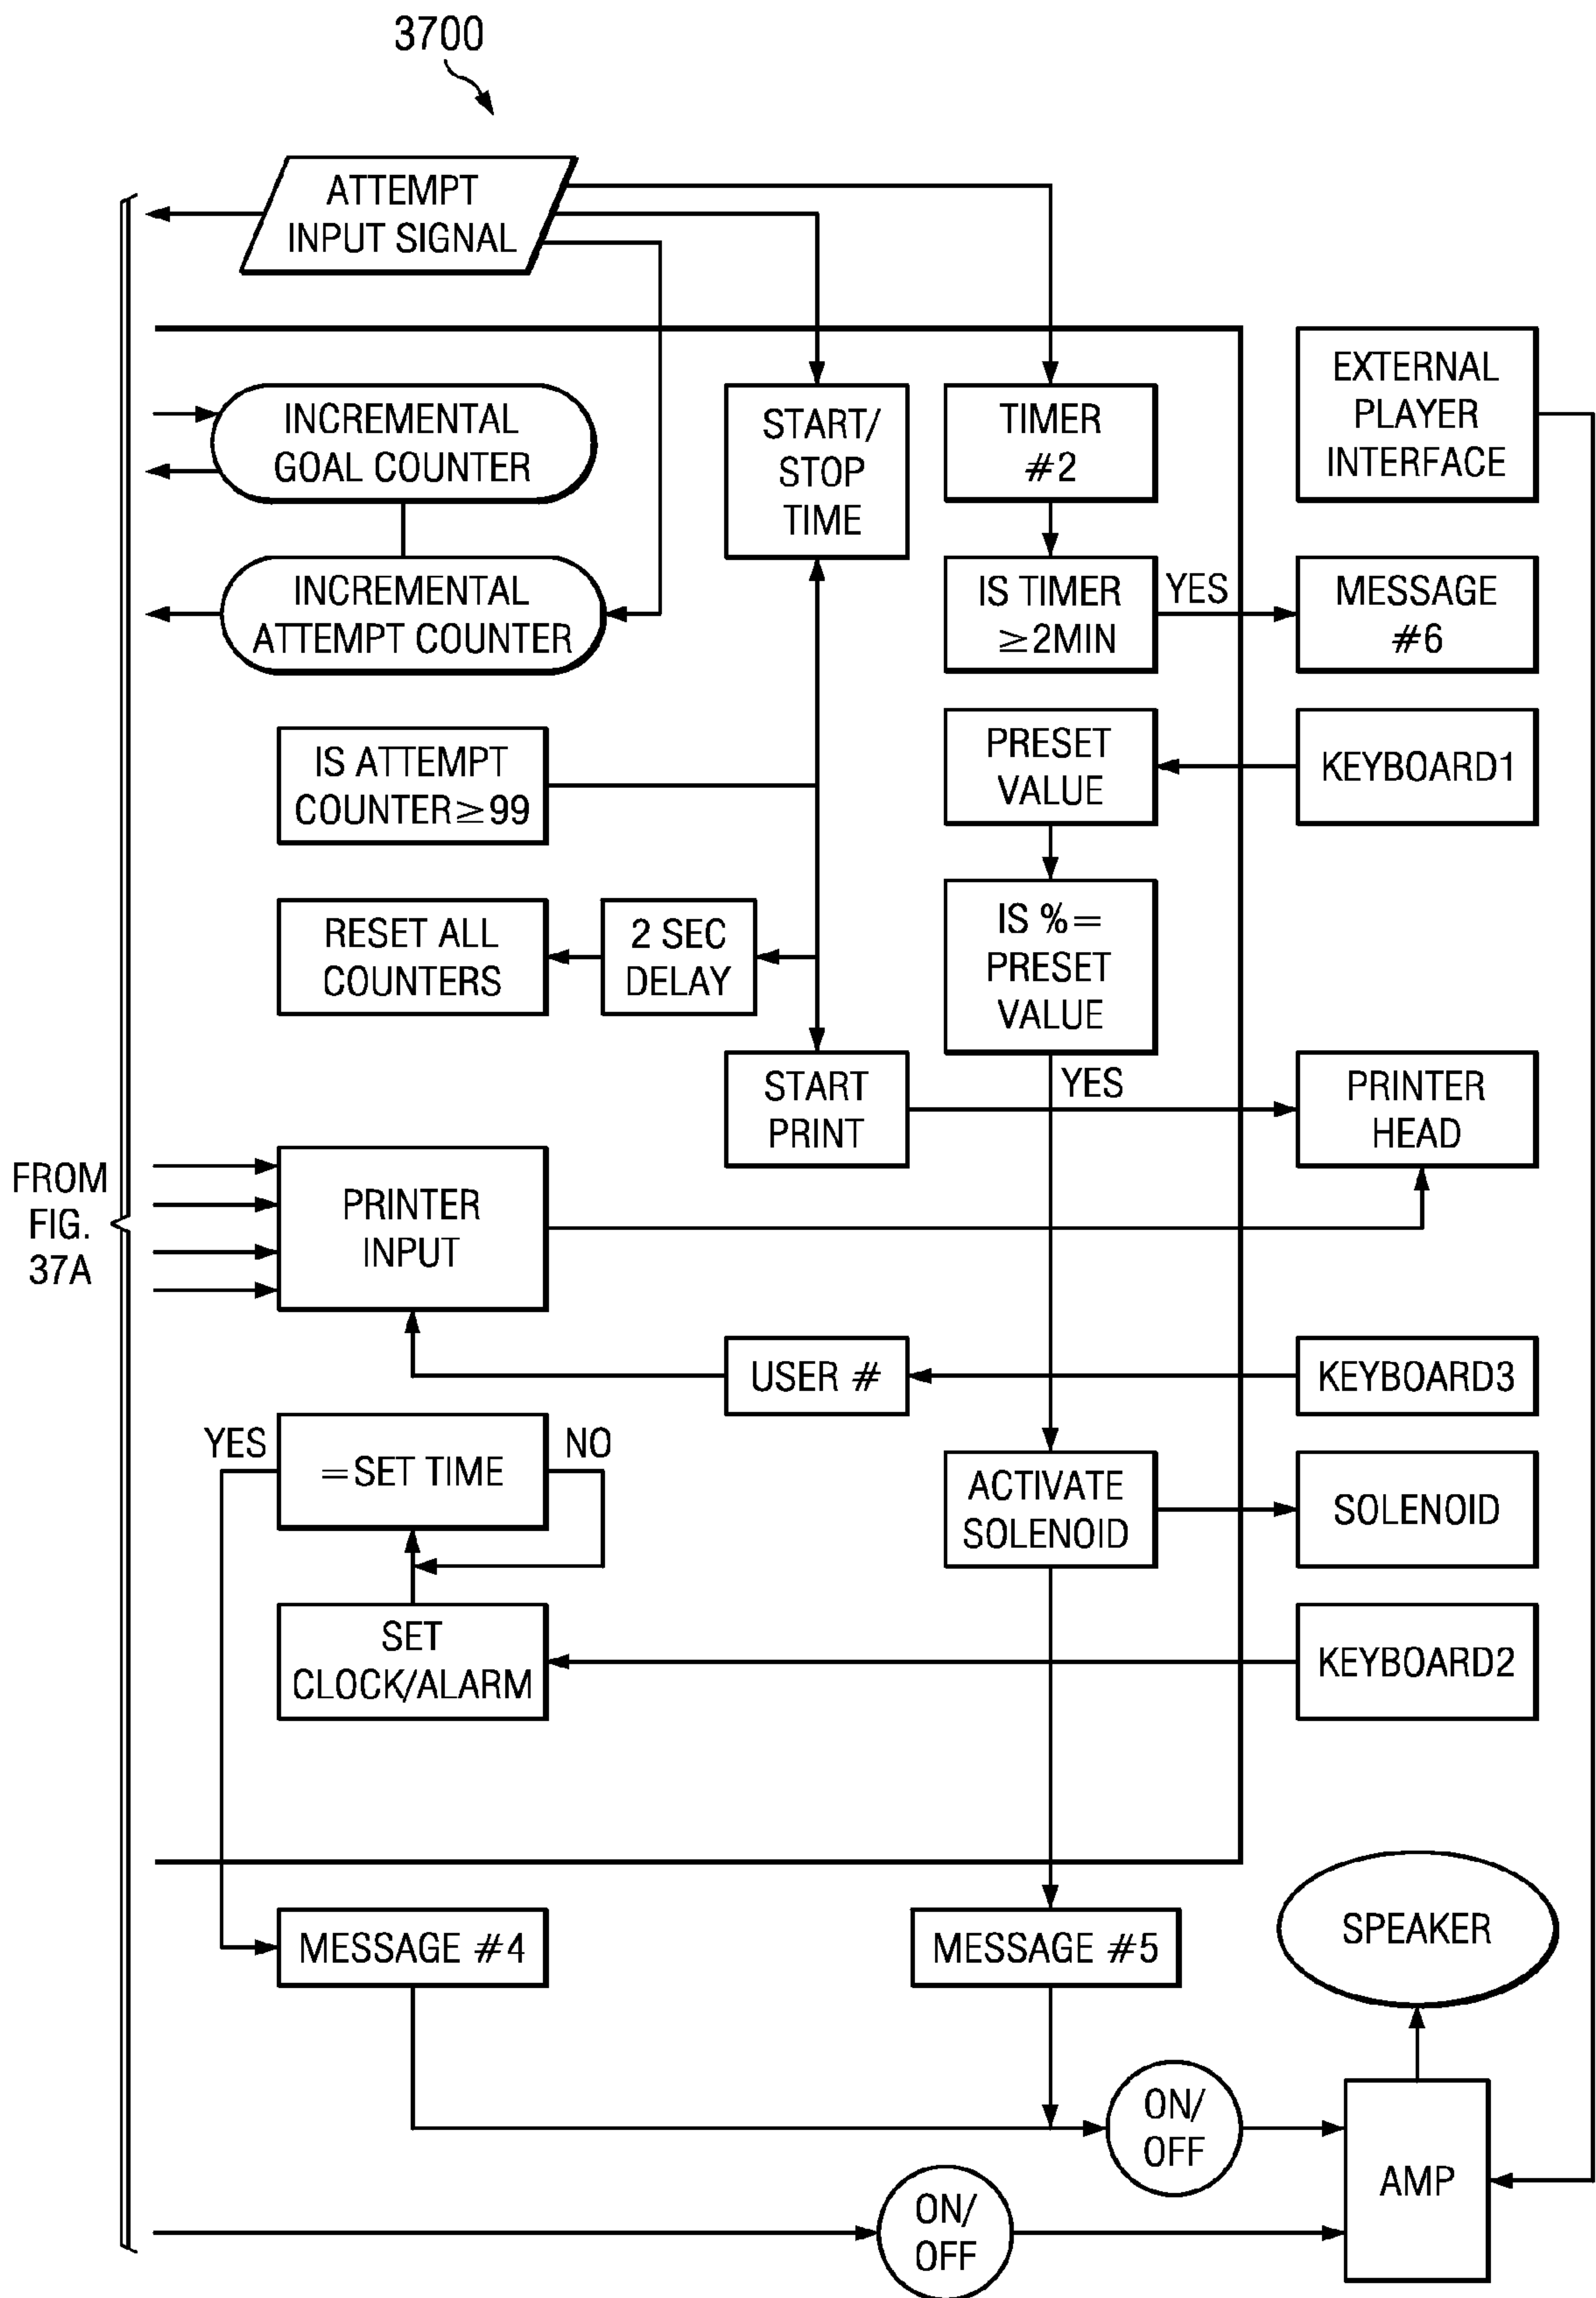 3700
ATTEMPT
INPUT SIGNAL
INCREMENTAL
GOAL COUNTER
START/
STOP
TIME
TIMER
#2
EXTERNAL
PLAYER
INTERFACE
INCREMENTAL
ATTEMPT COUNTER
IS TIMER
≥2MIN
YES
MESSAGE
#6
IS ATTEMPT
COUNTER≥99
PRESET
VALUE
KEYBOARD1
RESET ALL
COUNTERS
2 SEC
DELAY
IS %=
PRESET
VALUE
START
PRINT
YES
PRINTER
HEAD
FROM
FIG.
37A
PRINTER
INPUT
USER #
KEYBOARD3
YES
=SET TIME
NO
ACTIVATE
SOLENOID
SOLENOID
SET
CLOCK/ALARM
KEYBOARD2
MESSAGE #4
MESSAGE #5
SPEAKER
ON/
OFF
AMP
ON/
OFF